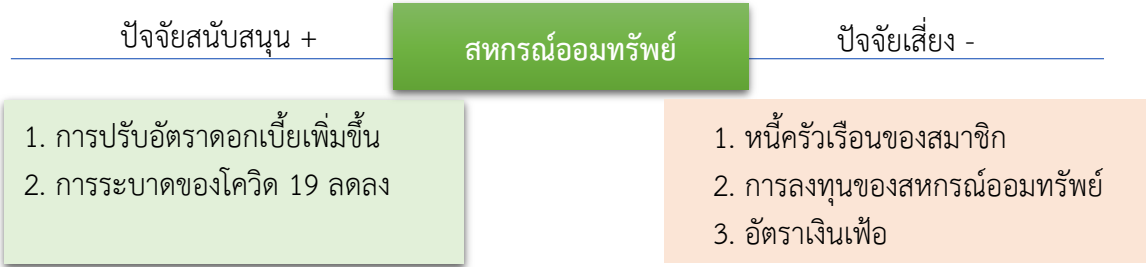 ปัจจัยสนับสนุน +
สหกรณ์ออมทรัพย์
ปัจจัยเสี่ยง -
1. การปรับอัตราดอกเบี้ยเพิ่มขึ้น
2. การระบาดของโควิด 19 ลดลง
1. หนี้ครัวเรือนของสมาชิก
2. การลงทุนของสหกรณ์ออมทรัพย์
3. อัตราเงินเฟ้อ